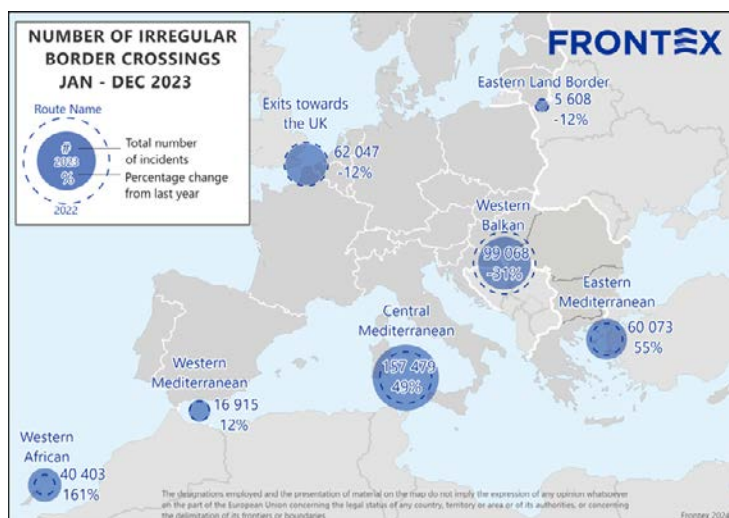 NUMBER OF IRREGULAR
BORDER CROSSINGS
JAN - DEC 2023
Route Name
#
2023
%
Total number
of incidents
Percentage change
from last year
2022
FRONTEX
Eastern Land Border
5 608
-12%
Exits towards
the UK
62 047
-12%
Western
Balkan
99 068
-31%
Eastern
Mediterranean
60 073
55%
Central
Mediterranean
157 479
49%
Western
Mediterranean
16 915
12%
Western
African
40 403
161%
The designations employed and the presentation of material on the map do not imply the expression of any opinion whatsoever
on the part of the European Union concerning the legal status of any country, territory or area or of its authorities, or concerning
the delimitation of its frontiers or boundaries.
Frontex 2024